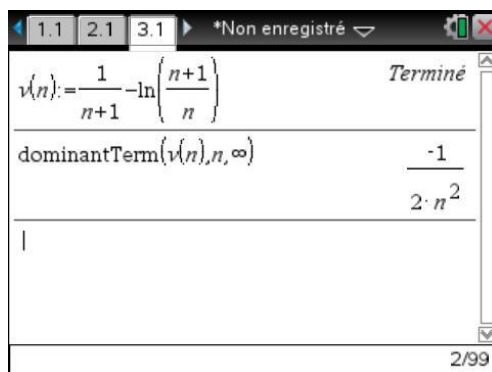 1.1 2.1 3.1 *Non enregistré
v(n):=1/(n+1)-ln((n+1)/n) Terminé
dominantTerm(v(n),n,∞) -1/(2·n^2)
2/99